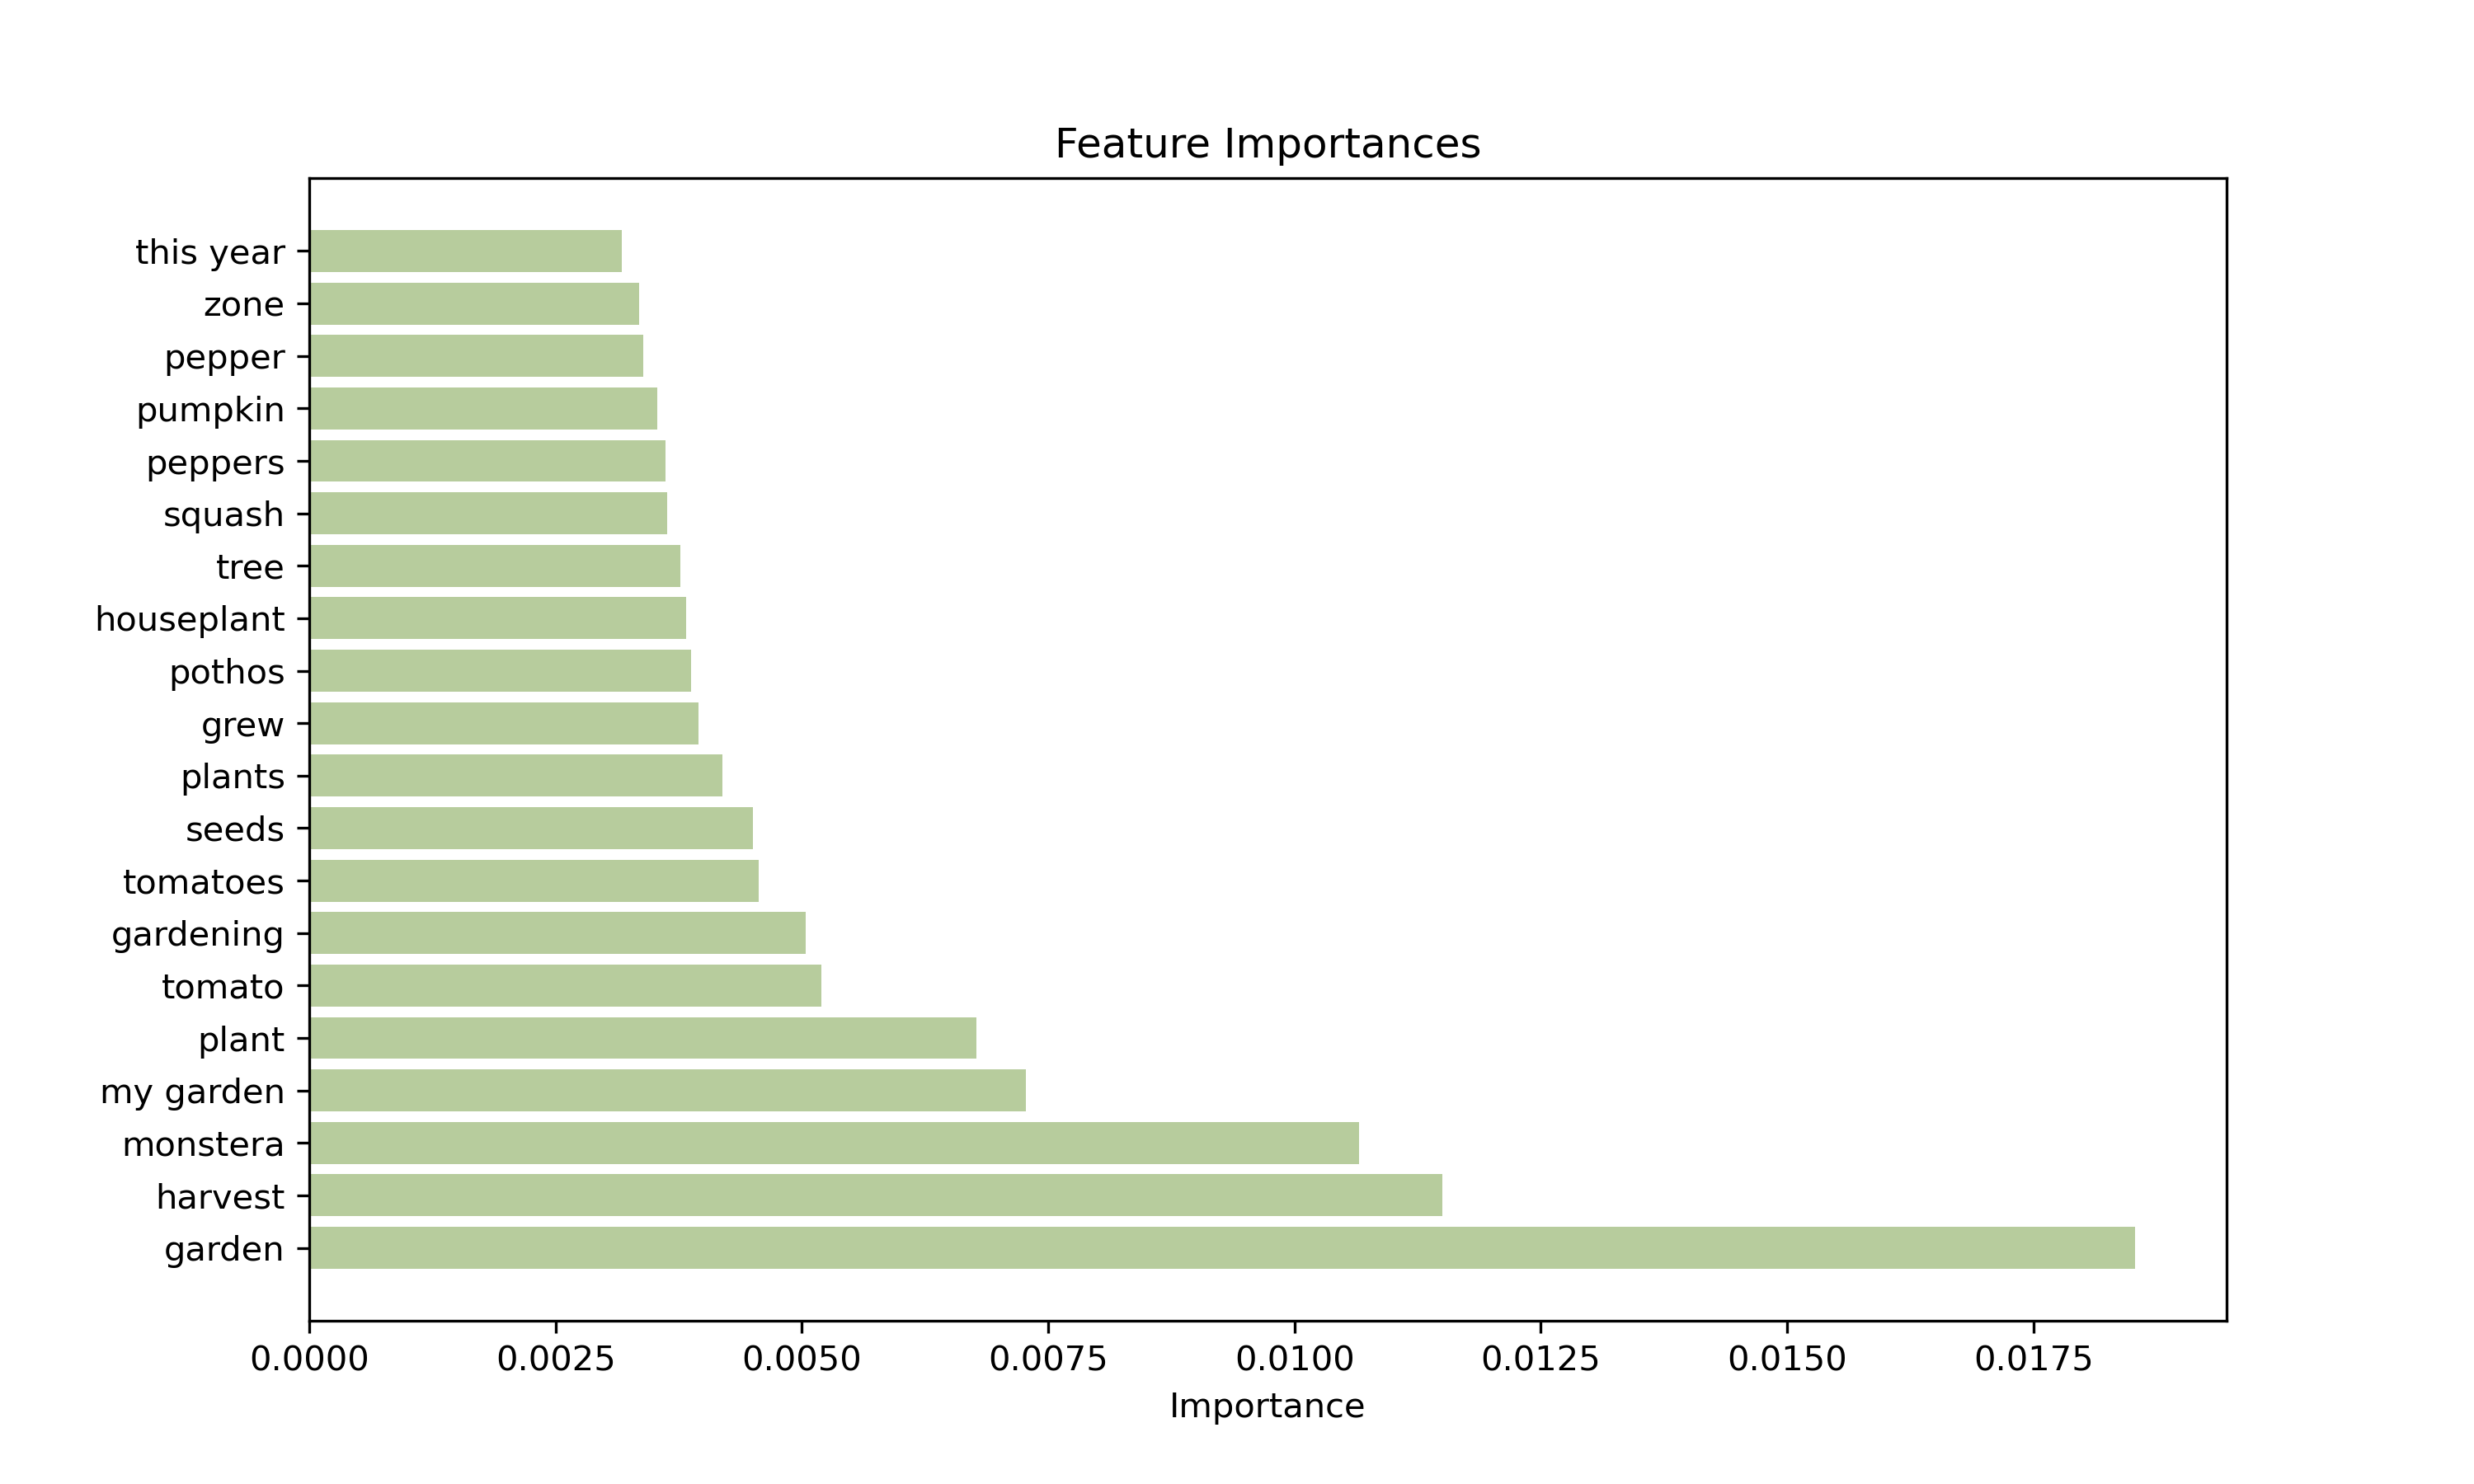 Feature Importances
this year
zone
pepper
pumpkin
peppers
squash
tree
houseplant
pothos
grew
plants
seeds
tomatoes
gardening
tomato
plant
my garden
monstera
harvest
garden
0.0000 0.0025 0.0050 0.0075 0.0100 0.0125 0.0150 0.0175
Importance